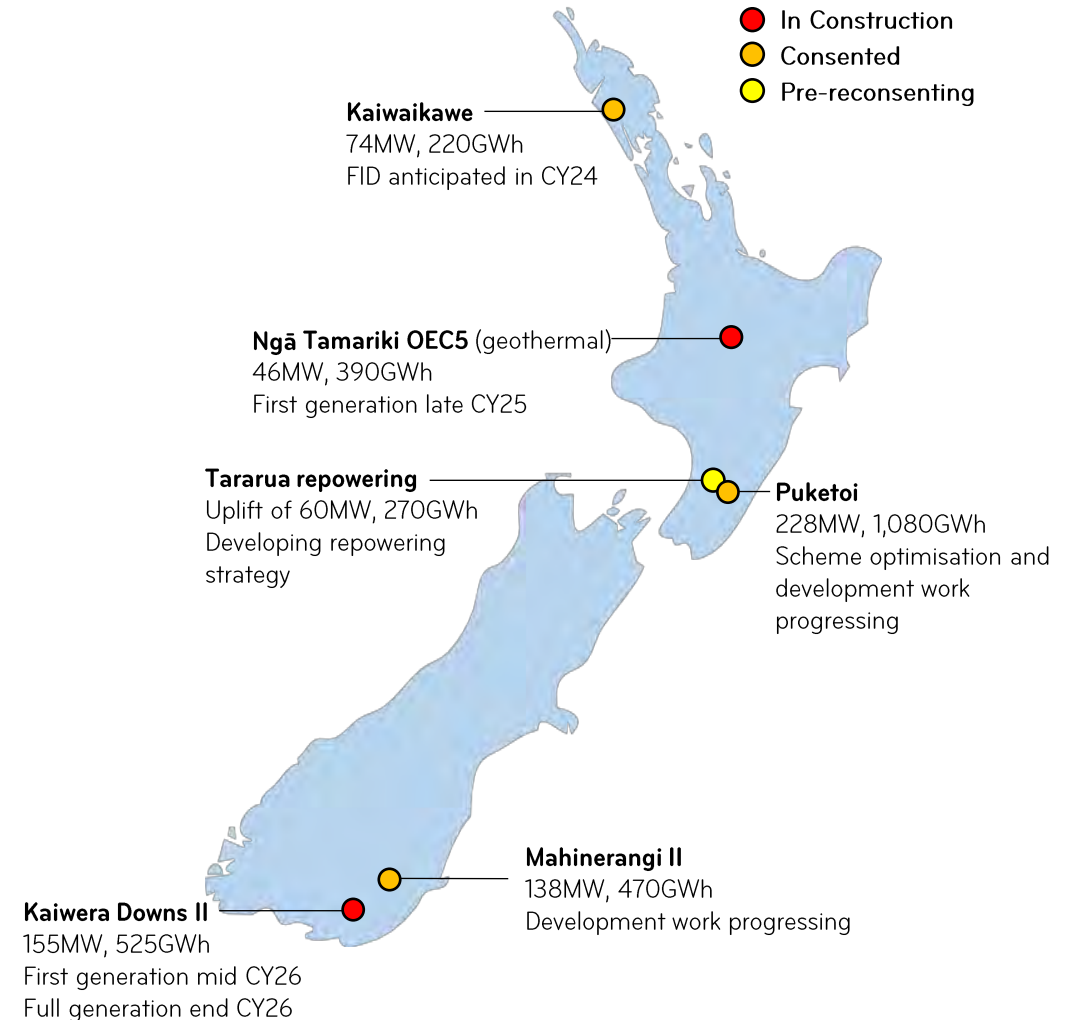 In Construction
Consented
Pre-reconsenting
Kaiwaikawe
74MW, 220GWh
FID anticipated in CY24
Ngā Tamariki OEC5 (geothermal)
46MW, 390GWh
First generation late CY25
Tararua repowering
Uplift of 60MW, 270GWh
Developing repowering
strategy
Puketoi
228MW, 1,080GWh
Scheme optimisation and
development work
progressing
Mahinerangi II
138MW, 470GWh
Development work progressing
Kaiwera Downs II
155MW, 525GWh
First generation mid CY26
Full generation end CY26